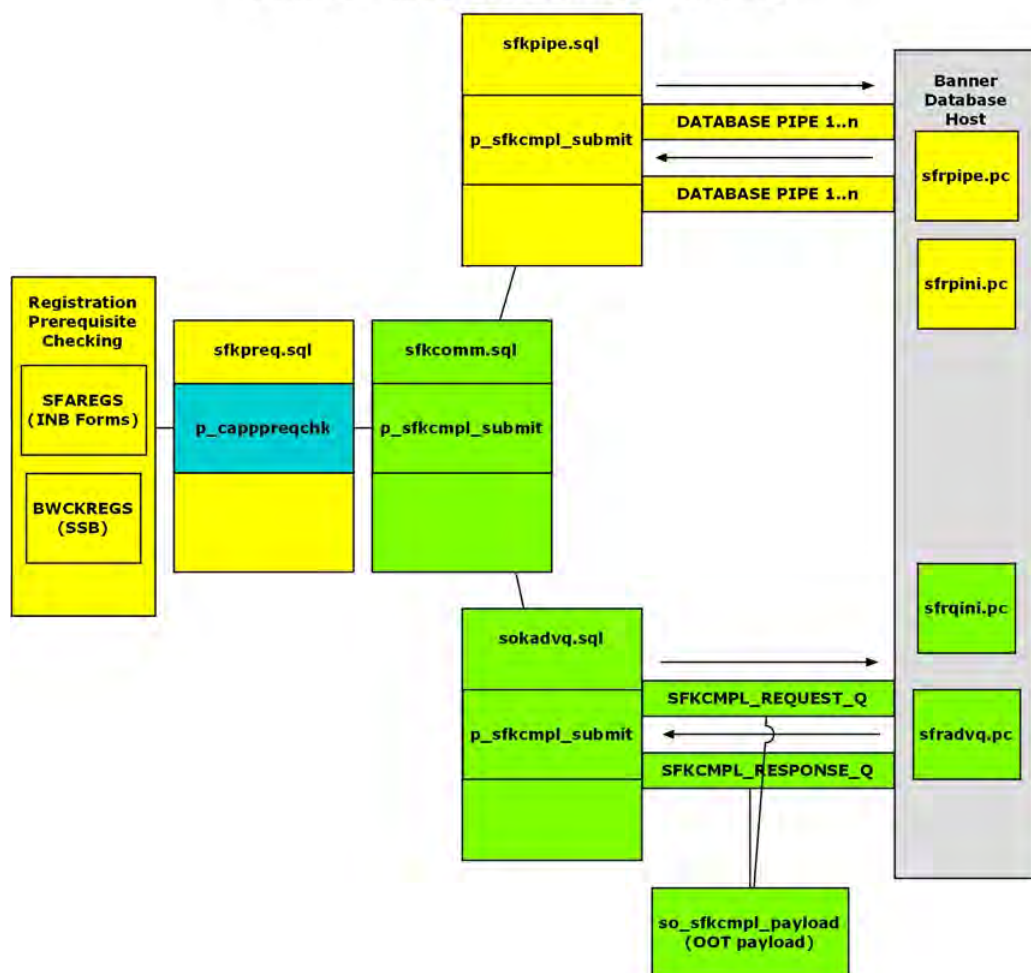 sfkpipe.sql
p_sfkcmpl_submit
DATABASE PIPE 1..n
DATABASE PIPE 1..n
Banner
Database
Host
sfrpipe.pc
sfrpini.pc
Registration
Prerequisite
Checking
SFAREGS
(INB Forms)
BWCKREGS
(SSB)
sfkpreq.sql
p_capppreqchk
sfkcomm.sql
p_sfkcmpl_submit
sfrqini.pc
sokadvq.sql
p_sfkcmpl_submit
SFKCMPL_REQUEST_Q
SFKCMPL_RESPONSE_Q
sfradvq.pc
so_sfkcmpl_payload
(OOT payload)